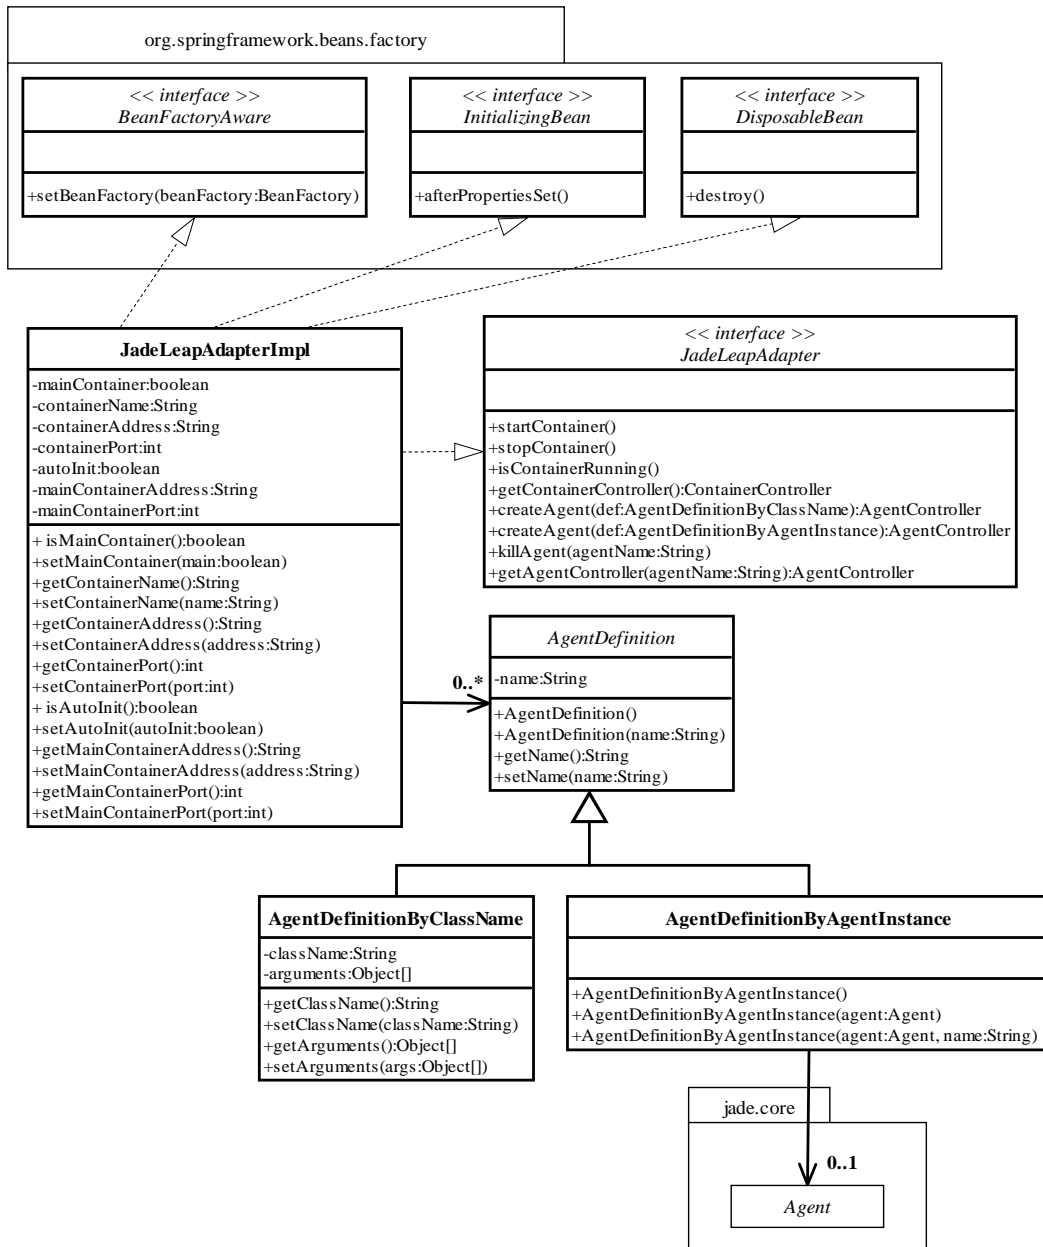 org.springframework.beans.factory
<< interface >>
BeanFactoryAware
+setBeanFactory(beanFactory:BeanFactory)
<< interface >>
InitializingBean
+afterPropertiesSet()
<< interface >>
DisposableBean
+destroy()
JadeLeapAdapterImpl
-mainContainer:boolean
-containerName:String
-containerAddress:String
-containerPort:int
-autoInit:boolean
-mainContainerAddress:String
-mainContainerPort:int
+ isMainContainer():boolean
+setMainContainer(main:boolean)
+getContainerName():String
+setContainerName(name:String)
+getContainerAddress():String
+setContainerAddress(address:String)
+getContainerPort():int
+setContainerPort(port:int)
+ isAutoInit():boolean
+setAutoInit(autoInit:boolean)
+getMainContainerAddress():String
+setMainContainerAddress(address:String)
+getMainContainerPort():int
+setMainContainerPort(port:int)
<< interface >>
JadeLeapAdapter
+startContainer()
+stopContainer()
+isContainerRunning()
+getContainerController():ContainerController
+createAgent(def:AgentDefinitionByClassName):AgentController
+createAgent(def:AgentDefinitionByAgentInstance):AgentController
+killAgent(agentName:String)
+getAgentController(agentName:String):AgentController
0..*
AgentDefinition
-name:String
+AgentDefinition()
+AgentDefinition(name:String)
+getName():String
+setName(name:String)
AgentDefinitionByClassName
-className:String
-arguments:Object[]
+getClassName():String
+setClassName(className:String)
+getArguments():Object[]
+setArguments(args:Object[])
AgentDefinitionByAgentInstance
+AgentDefinitionByAgentInstance()
+AgentDefinitionByAgentInstance(agent:Agent)
+AgentDefinitionByAgentInstance(agent:Agent, name:String)
jade.core
0..1
Agent